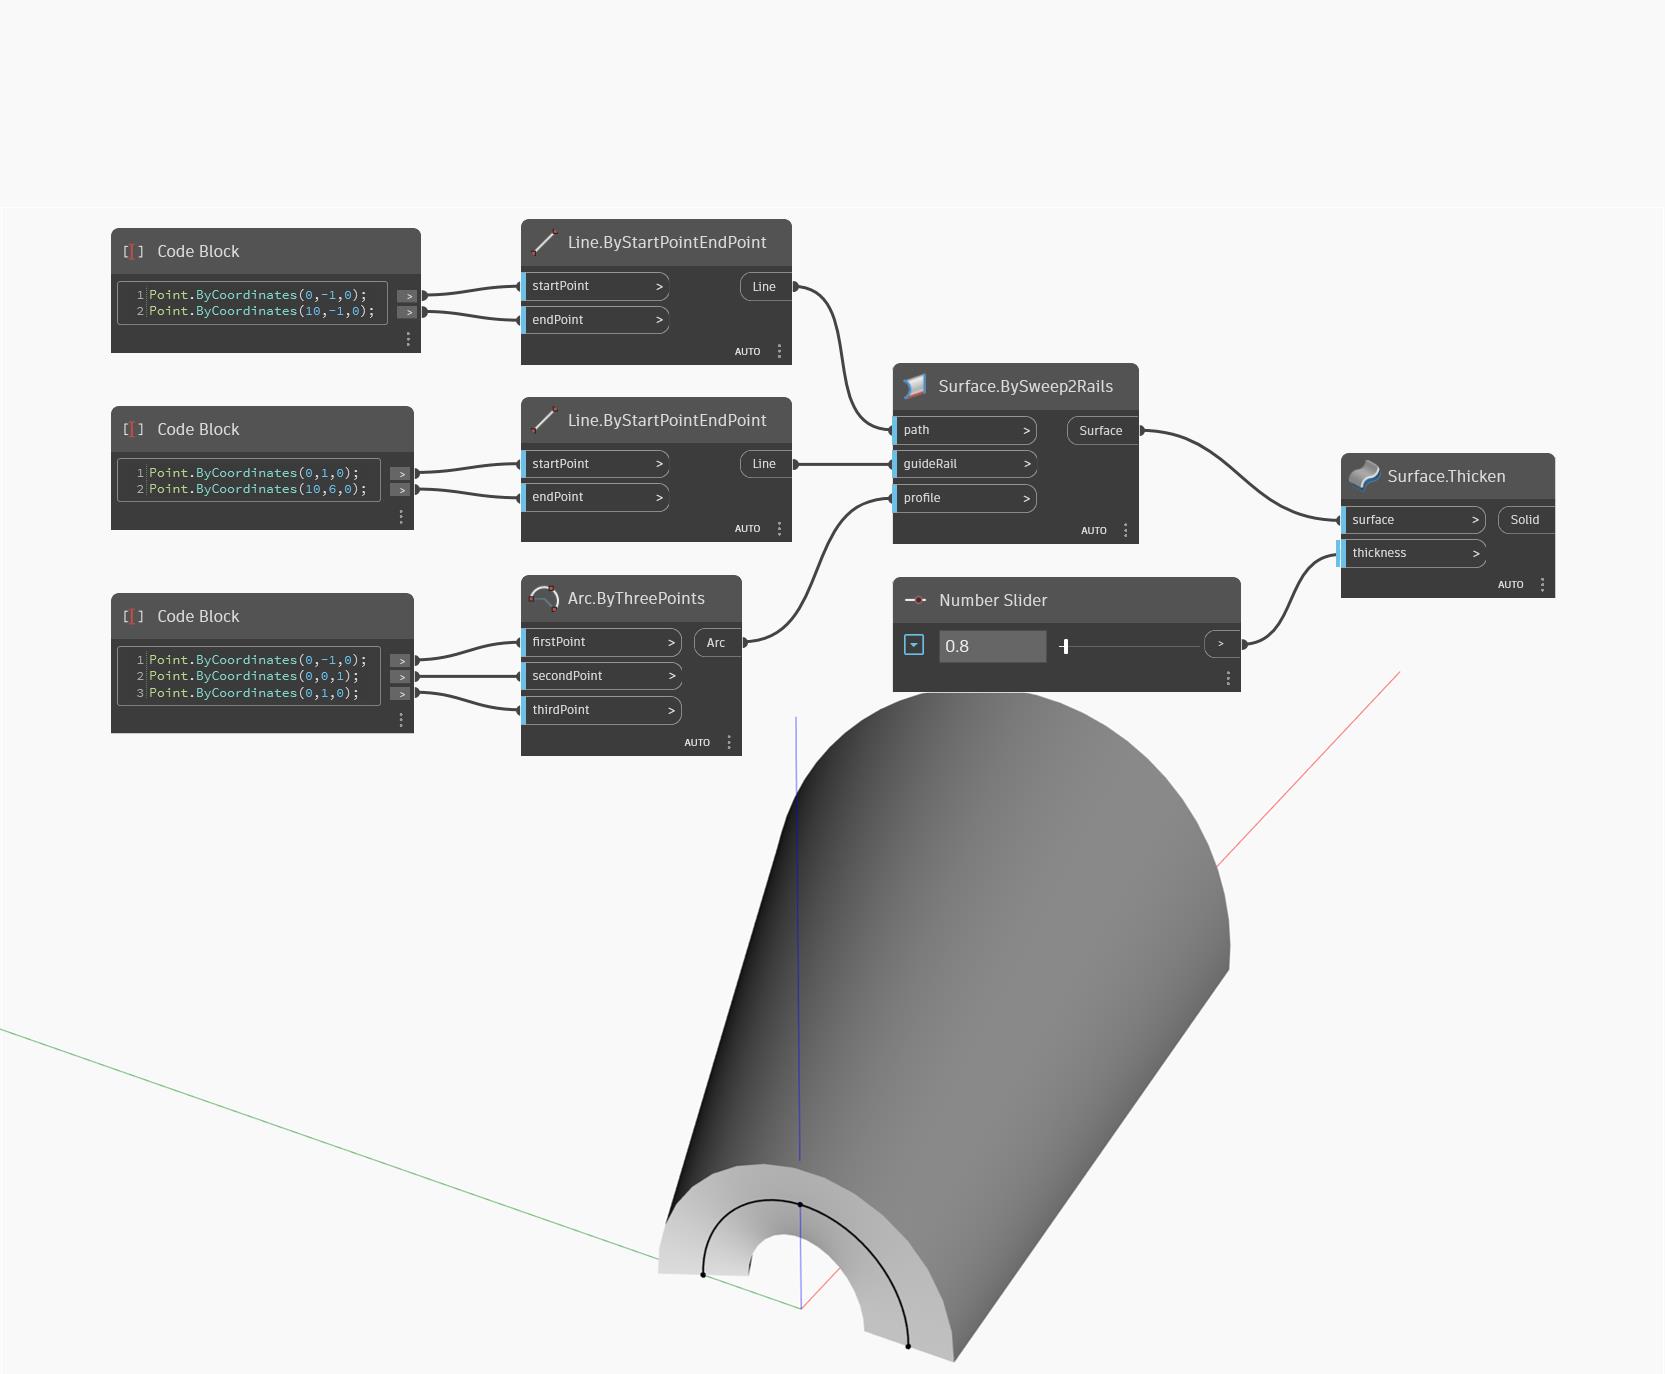 Code Block
1 Point.ByCoordinates(0,-1,0); >
2 Point.ByCoordinates(10,-1,0); >
Line.ByStartPointEndPoint
startPoint > Line
endPoint >
AUTO
Code Block
1 Point.ByCoordinates(0,1,0); >
2 Point.ByCoordinates(10,6,0); >
Line.ByStartPointEndPoint
startPoint > Line
endPoint >
AUTO
Code Block
1 Point.ByCoordinates(0,-1,0); >
2 Point.ByCoordinates(0,0,1); >
3 Point.ByCoordinates(0,1,0); >
Arc.ByThreePoints
firstPoint > Arc
secondPoint >
thirdPoint >
AUTO
Surface.BySweep2Rails
path > Surface
guideRail >
profile >
AUTO
Number Slider
0.8 >
Surface.Thicken
surface > Solid
thickness >
AUTO